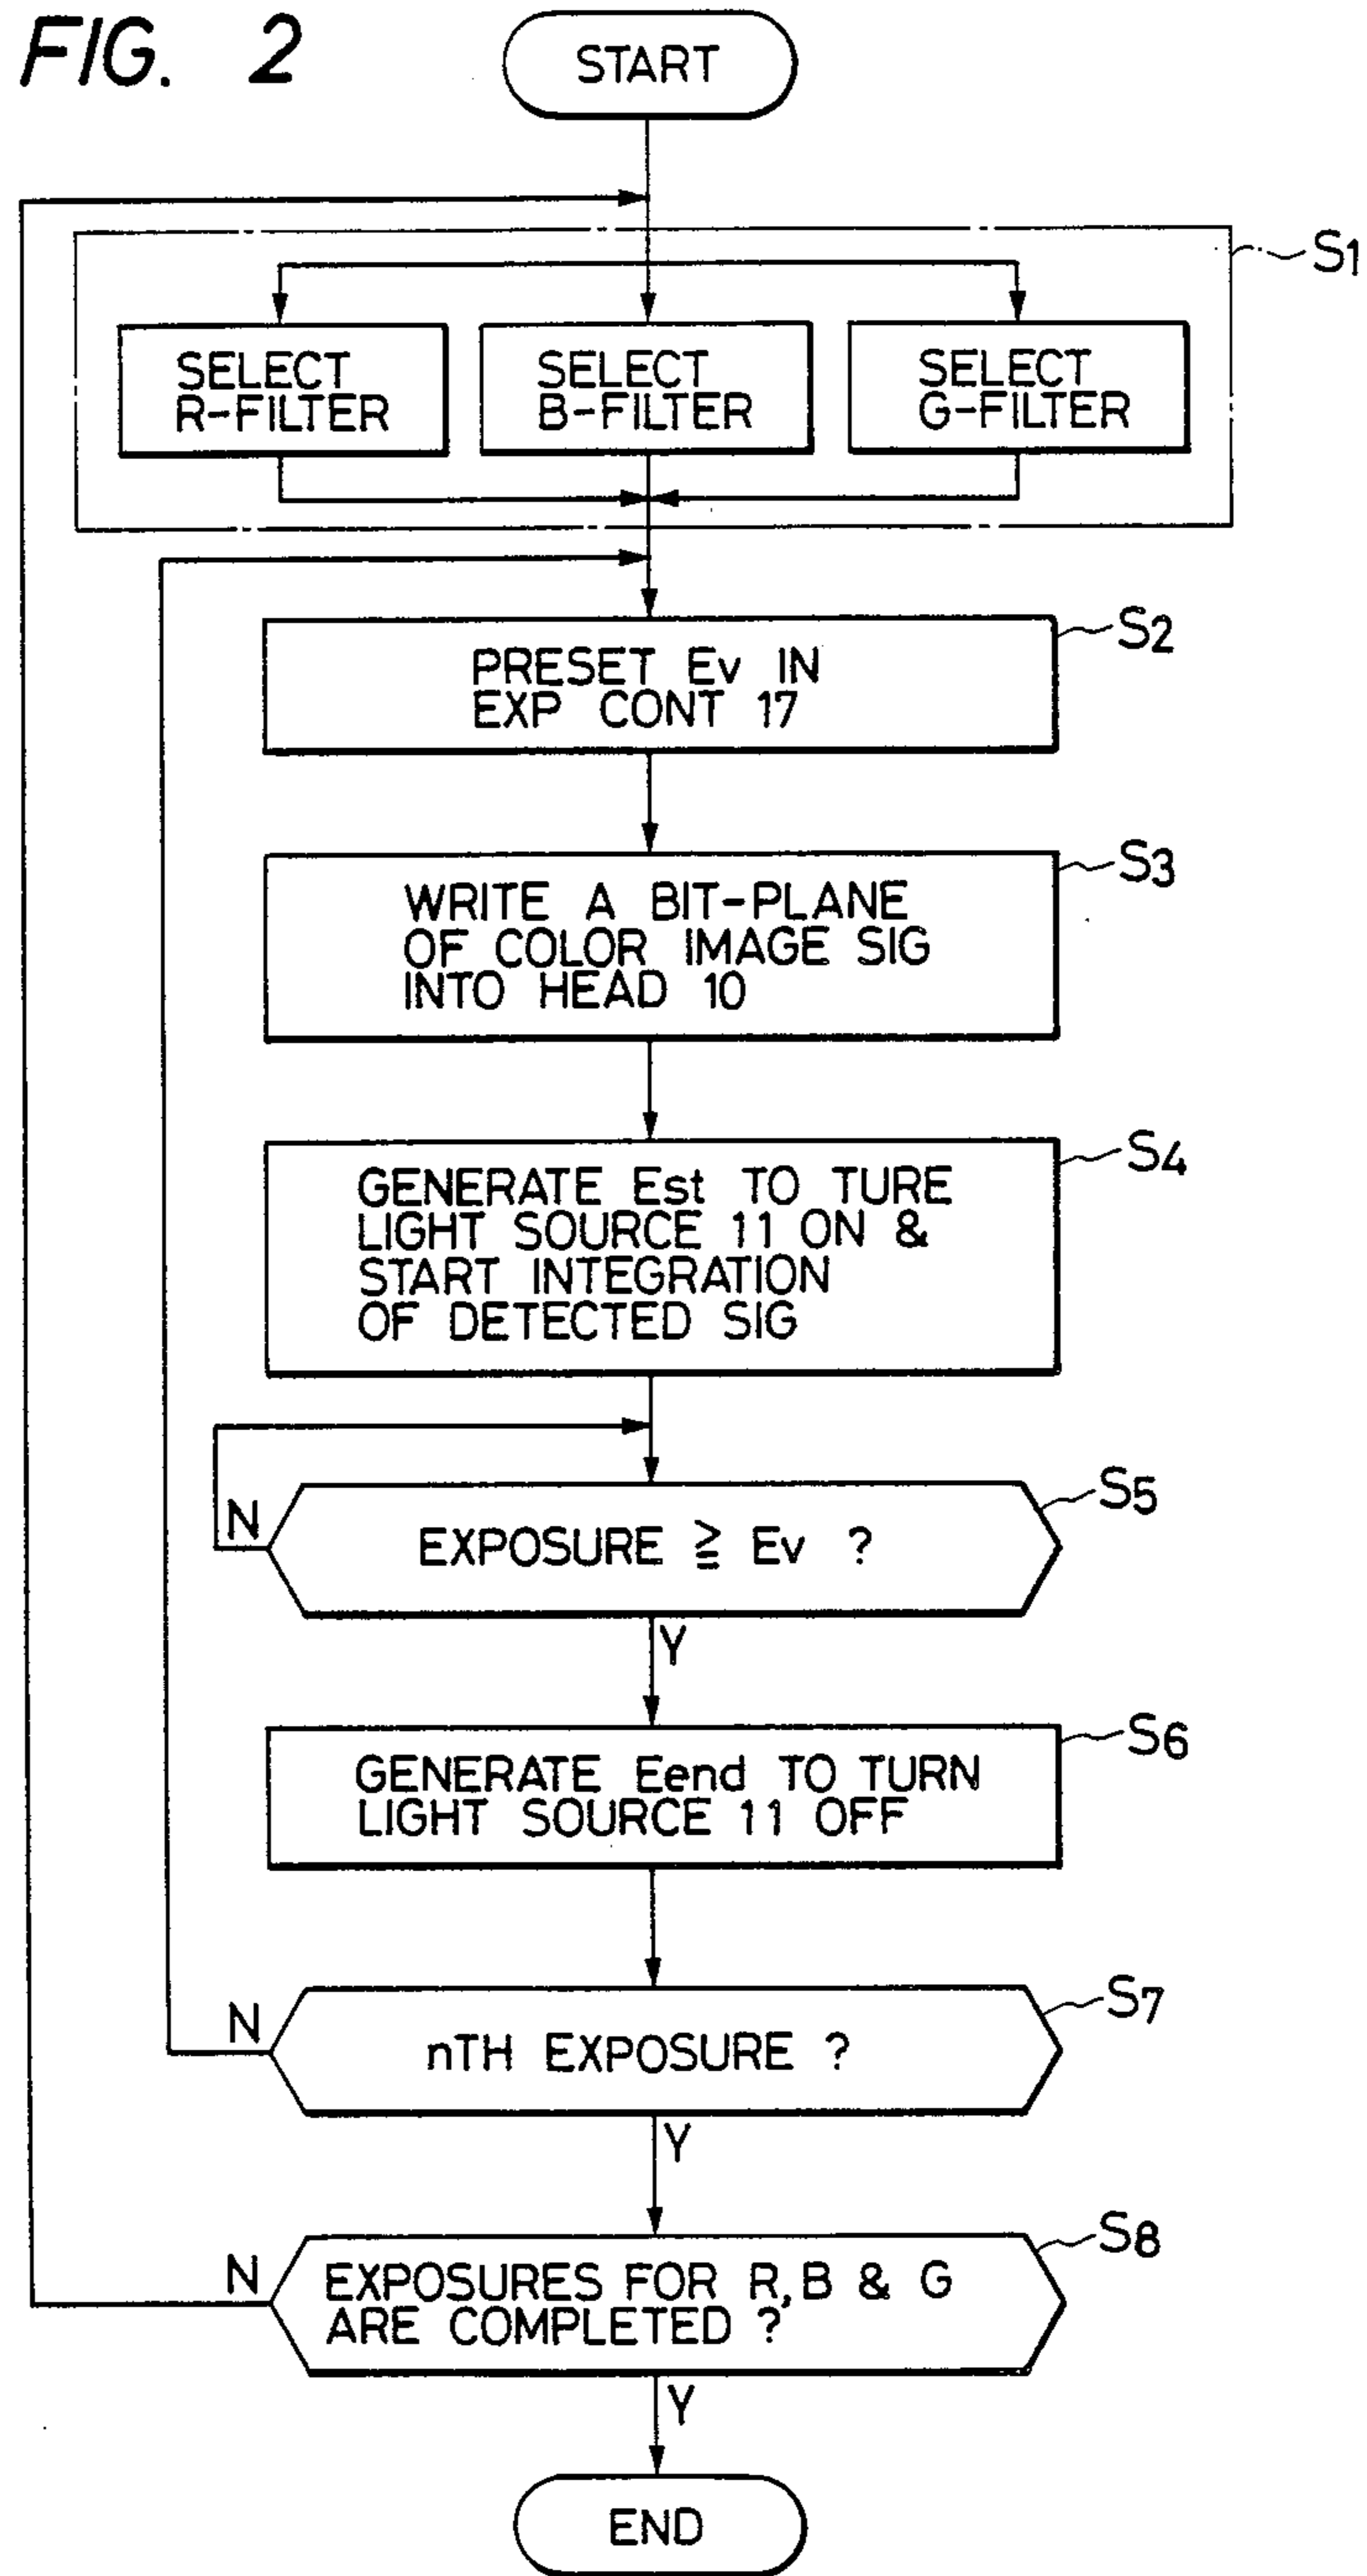 FIG. 2
START
S1
SELECT
R-FILTER
SELECT
B-FILTER
SELECT
G-FILTER
S2
PRESET Ev IN
EXP CONT 17
S3
WRITE A BIT-PLANE
OF COLOR IMAGE SIG
INTO HEAD 10
S4
GENERATE Est TO TURE
LIGHT SOURCE 11 ON &
START INTEGRATION
OF DETECTED SIG
S5
N
EXPOSURE ≧ Ev ?
Y
S6
GENERATE Eend TO TURN
LIGHT SOURCE 11 OFF
S7
N
nTH EXPOSURE ?
Y
S8
N
EXPOSURES FOR R, B & G
ARE COMPLETED ?
Y
END